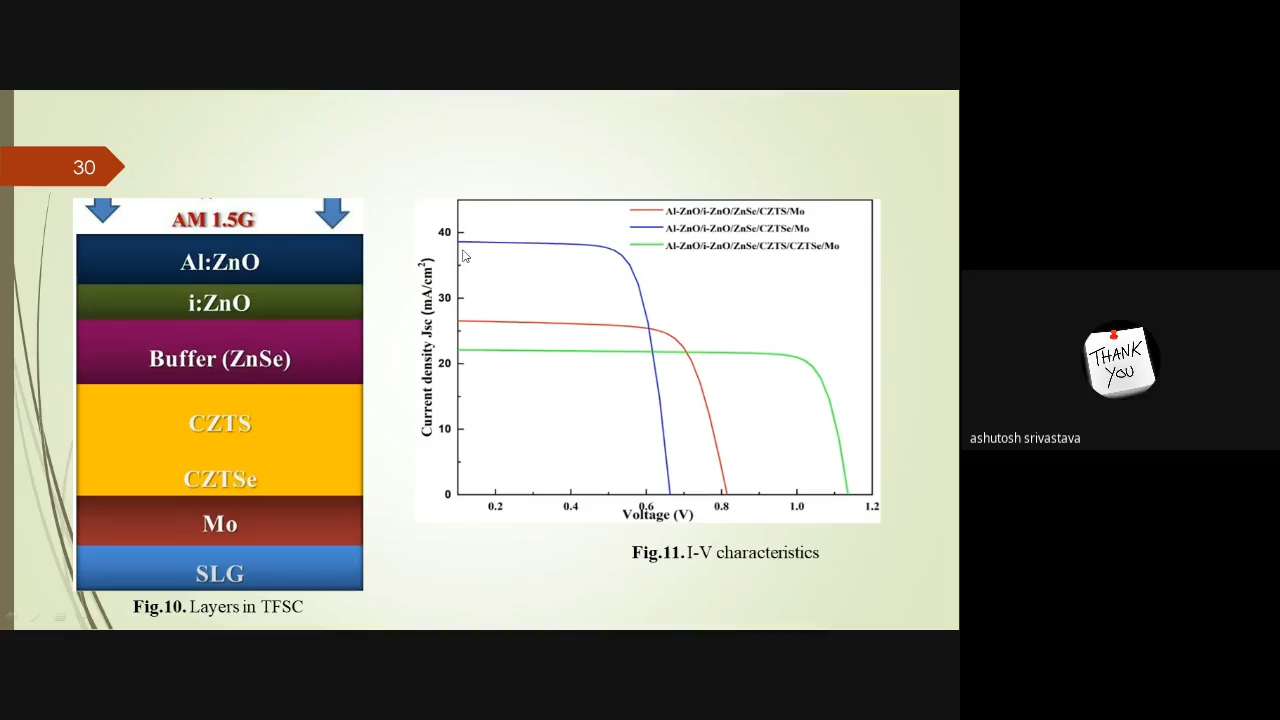 30
AM 1.5G
Al:ZnO
i:ZnO
Buffer (ZnSe)
CZTS
CZTSe
Mo
SLG
Fig.10. Layers in TFSC
Al-ZnO/i-ZnO/ZnSe/CZTS/Mo
Al-ZnO/i-ZnO/ZnSe/CZTSe/Mo
Al-ZnO/i-ZnO/ZnSe/CZTS/CZTSe/Mo
Current density Jsc (mA/cm²)
40
30
20
10
0
0.2 0.4 0.6 0.8 1.0 1.2
Voltage (V)
Fig.11. I-V characteristics
THANK
YOU
ashutosh srivastava